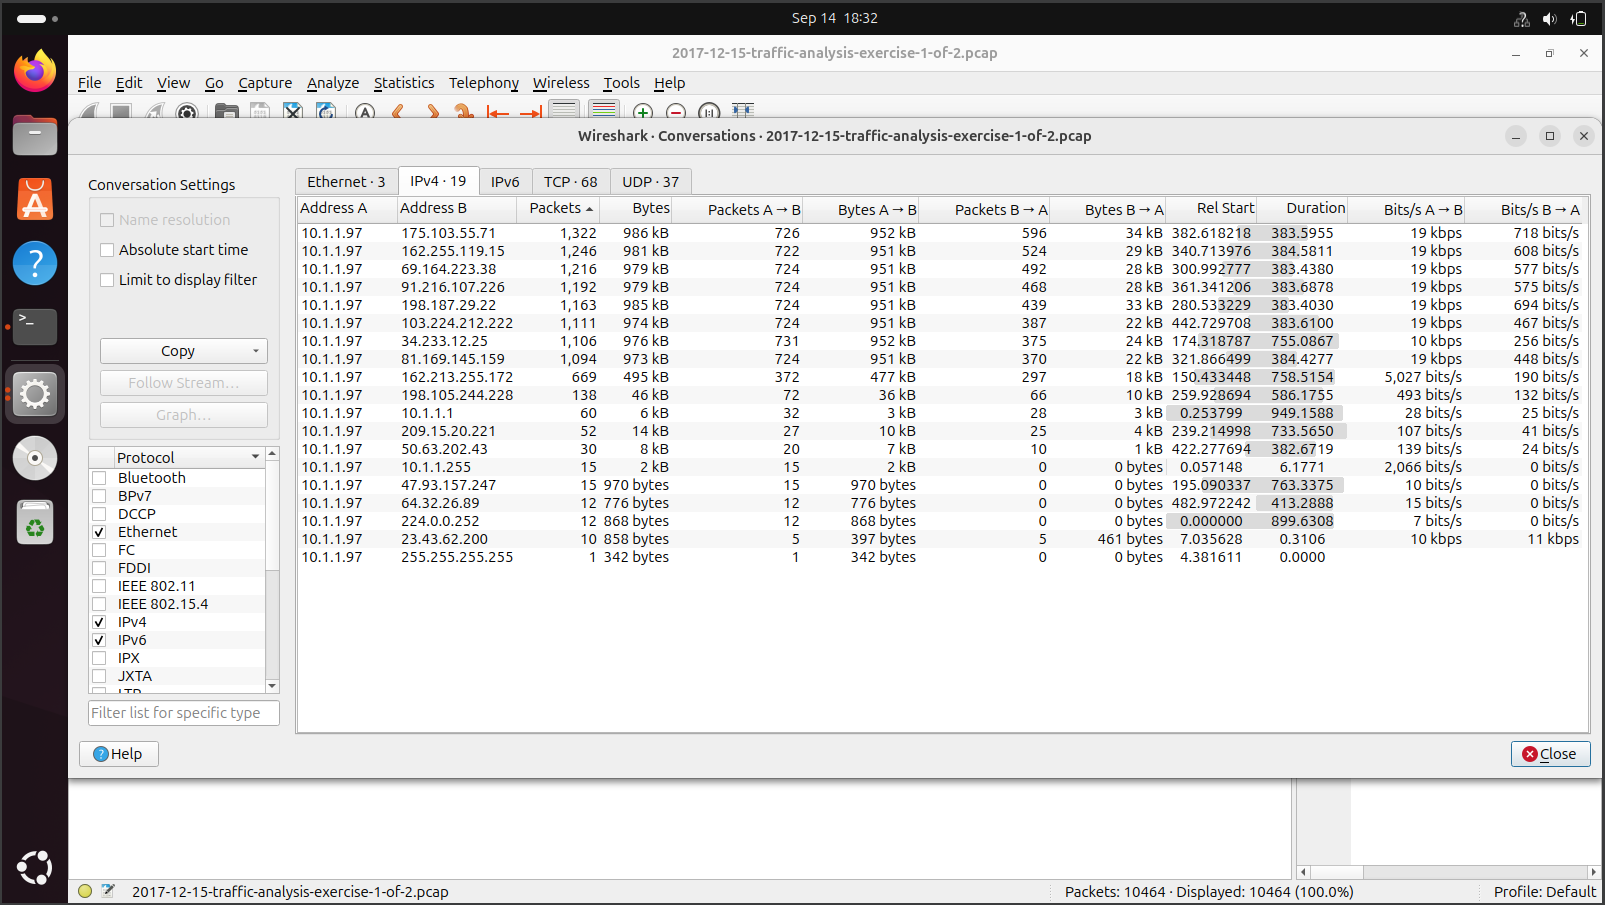 Sep 14 18:32
2017-12-15-traffic-analysis-exercise-1-of-2.pcap
File Edit View Go Capture Analyze Statistics Telephony Wireless Tools Help
Wireshark · Conversations · 2017-12-15-traffic-analysis-exercise-1-of-2.pcap
Conversation Settings
Name resolution
Absolute start time
Limit to display filter
Copy
Follow Stream...
Graph...
Protocol
Bluetooth
BPv7
DCCP
Ethernet
FC
FDDI
IEEE 802.11
IEEE 802.15.4
IPv4
IPv6
IPX
JXTA
LTP
Filter list for specific type
Ethernet · 3 IPv4 · 19 IPv6 TCP · 68 UDP · 37
Address A Address B Packets Bytes Packets A → B Bytes A → B Packets B → A Bytes B → A Rel Start Duration Bits/s A → B Bits/s B → A
10.1.1.97 175.103.55.71 1,322 986 kB 726 952 kB 596 34 kB 382.618218 383.5955 19 kbps 718 bits/s
10.1.1.97 162.255.119.15 1,246 981 kB 722 951 kB 524 29 kB 340.713976 384.5811 19 kbps 608 bits/s
10.1.1.97 69.164.223.38 1,216 979 kB 724 951 kB 492 28 kB 300.992777 383.4380 19 kbps 577 bits/s
10.1.1.97 91.216.107.226 1,192 979 kB 724 951 kB 468 28 kB 361.341206 383.6878 19 kbps 575 bits/s
10.1.1.97 198.187.29.22 1,163 985 kB 724 951 kB 439 33 kB 280.533229 383.4030 19 kbps 694 bits/s
10.1.1.97 103.224.212.222 1,111 974 kB 724 951 kB 387 22 kB 442.729708 383.6100 19 kbps 467 bits/s
10.1.1.97 34.233.12.25 1,106 976 kB 731 952 kB 375 24 kB 174.318787 755.0867 10 kbps 256 bits/s
10.1.1.97 81.169.145.159 1,094 973 kB 724 951 kB 370 22 kB 321.866499 384.4277 19 kbps 448 bits/s
10.1.1.97 162.213.255.172 669 495 kB 372 477 kB 297 18 kB 150.433448 758.5154 5,027 bits/s 190 bits/s
10.1.1.97 198.105.244.228 138 46 kB 72 36 kB 66 10 kB 259.928694 586.1755 493 bits/s 132 bits/s
10.1.1.97 10.1.1.1 60 6 kB 32 3 kB 28 3 kB 0.253799 949.1588 28 bits/s 25 bits/s
10.1.1.97 209.15.20.221 52 14 kB 27 10 kB 25 4 kB 239.214998 733.5650 107 bits/s 41 bits/s
10.1.1.97 50.63.202.43 30 8 kB 20 7 kB 10 1 kB 422.277694 382.6719 139 bits/s 24 bits/s
10.1.1.97 10.1.1.255 15 2 kB 15 2 kB 0 0 bytes 0.057148 6.1771 2,066 bits/s 0 bits/s
10.1.1.97 47.93.157.247 15 970 bytes 15 970 bytes 0 0 bytes 195.090337 763.3375 10 bits/s 0 bits/s
10.1.1.97 64.32.26.89 12 776 bytes 12 776 bytes 0 0 bytes 482.972242 413.2888 15 bits/s 0 bits/s
10.1.1.97 224.0.0.252 12 868 bytes 12 868 bytes 0 0 bytes 0.000000 899.6308 7 bits/s 0 bits/s
10.1.1.97 23.43.62.200 10 858 bytes 5 397 bytes 5 461 bytes 7.035628 0.3106 10 kbps 11 kbps
10.1.1.97 255.255.255.255 1 342 bytes 1 342 bytes 0 0 bytes 4.381611 0.0000
Help
Close
2017-12-15-traffic-analysis-exercise-1-of-2.pcap
Packets: 10464 · Displayed: 10464 (100.0%)
Profile: Default